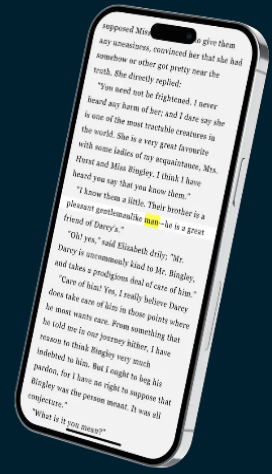 supposed Miss to give them
any uneasiness, convinced her that she had
somehow or other got pretty near the
truth. She directly replied:
"You need not be frightened. I never
heard any harm of her; and I dare say she
is one of the most tractable creatures in
the world. She is a very great favourite
with some ladies of my acquaintance, Mrs.
Hurst and Miss Bingley. I think I have
heard you say that you know them."
"I know them a little. Their brother is a
pleasant gentlemanlike man—he is a great
friend of Darcy's."
"Oh! yes," said Elizabeth drily; "Mr.
Darcy is uncommonly kind to Mr. Bingley,
and takes a prodigious deal of care of him."
"Care of him! Yes, I really believe Darcy
does take care of him in those points where
he most wants care. From something that
he told me in our journey hither, I have
reason to think Bingley very much
indebted to him. But I ought to beg his
pardon, for I have no right to suppose that
Bingley was the person meant. It was all
conjecture."
"What is it you mean?"